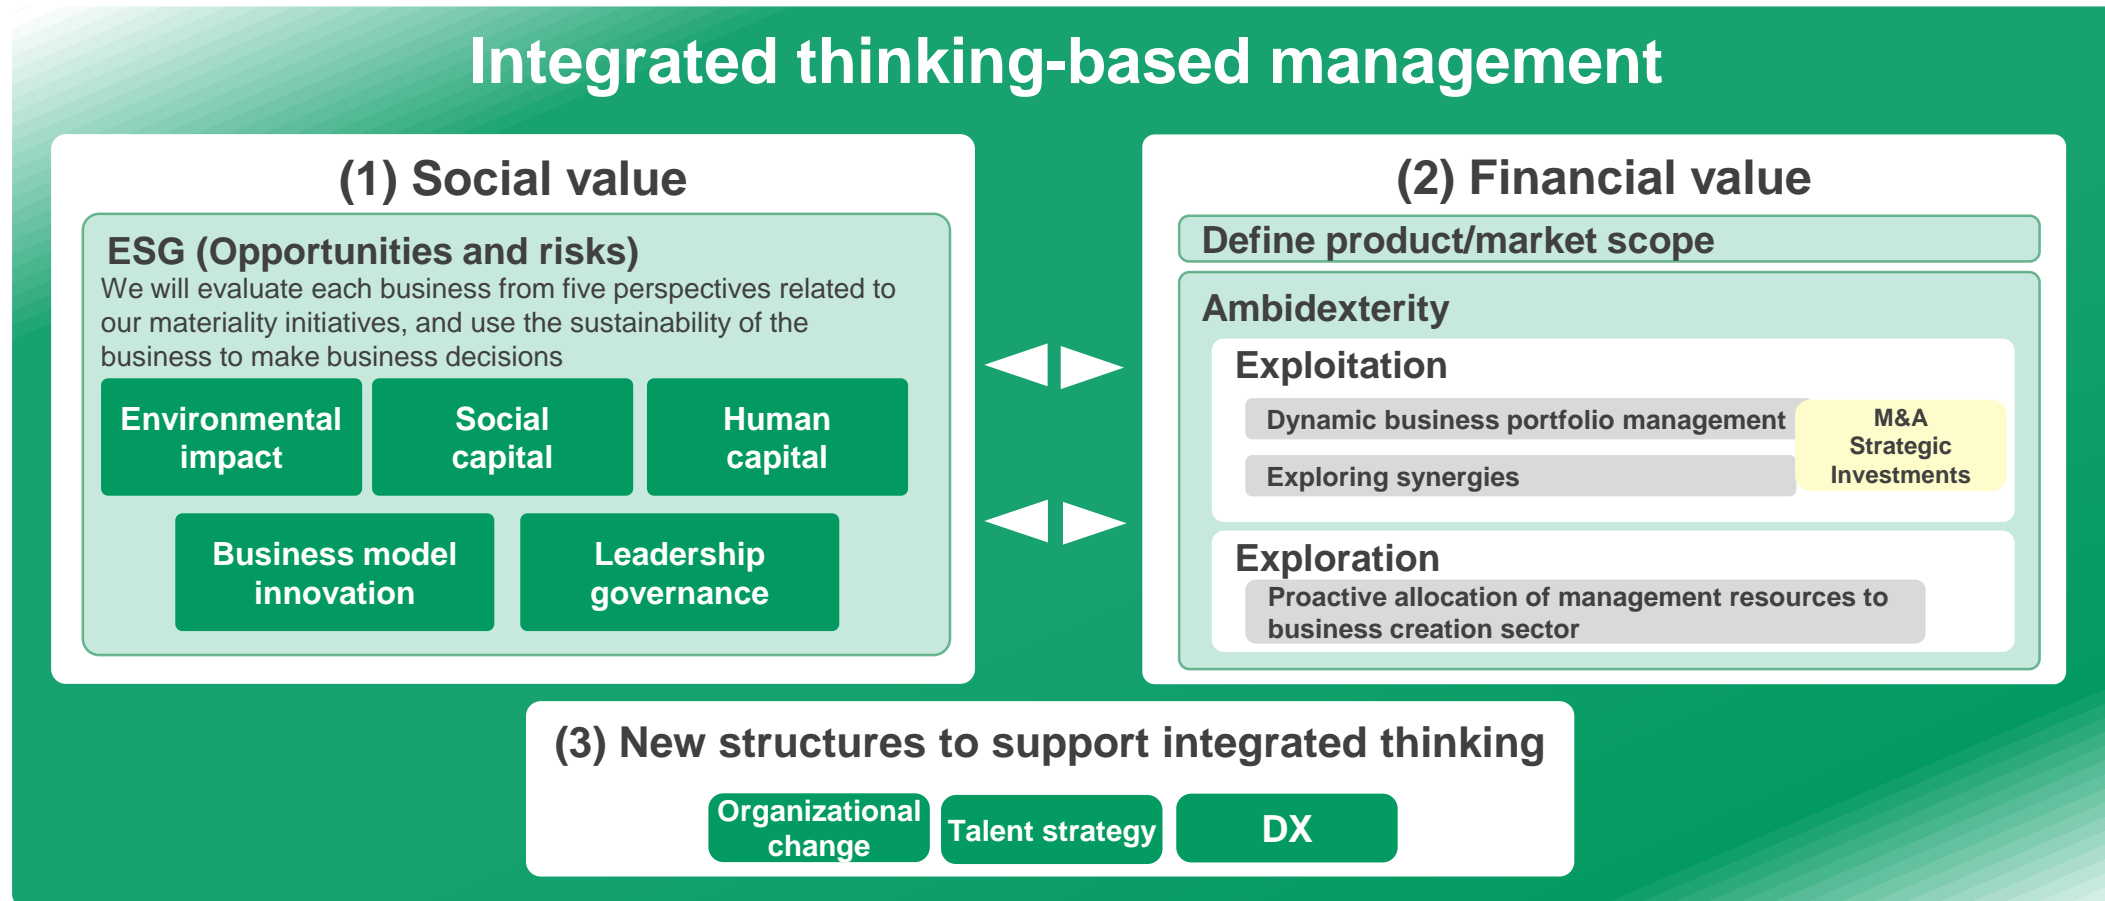 Integrated thinking-based management
(1) Social value
ESG (Opportunities and risks)
We will evaluate each business from five perspectives related to
our materiality initiatives, and use the sustainability of the
business to make business decisions
Environmental
impact
Social
capital
Human
capital
Business model
innovation
Leadership
governance
(2) Financial value
Define product/market scope
Ambidexterity
Exploitation
Dynamic business portfolio management
Exploring synergies
M&A
Strategic
Investments
Exploration
Proactive allocation of management resources to
business creation sector
(3) New structures to support integrated thinking
Organizational
change
Talent strategy
DX